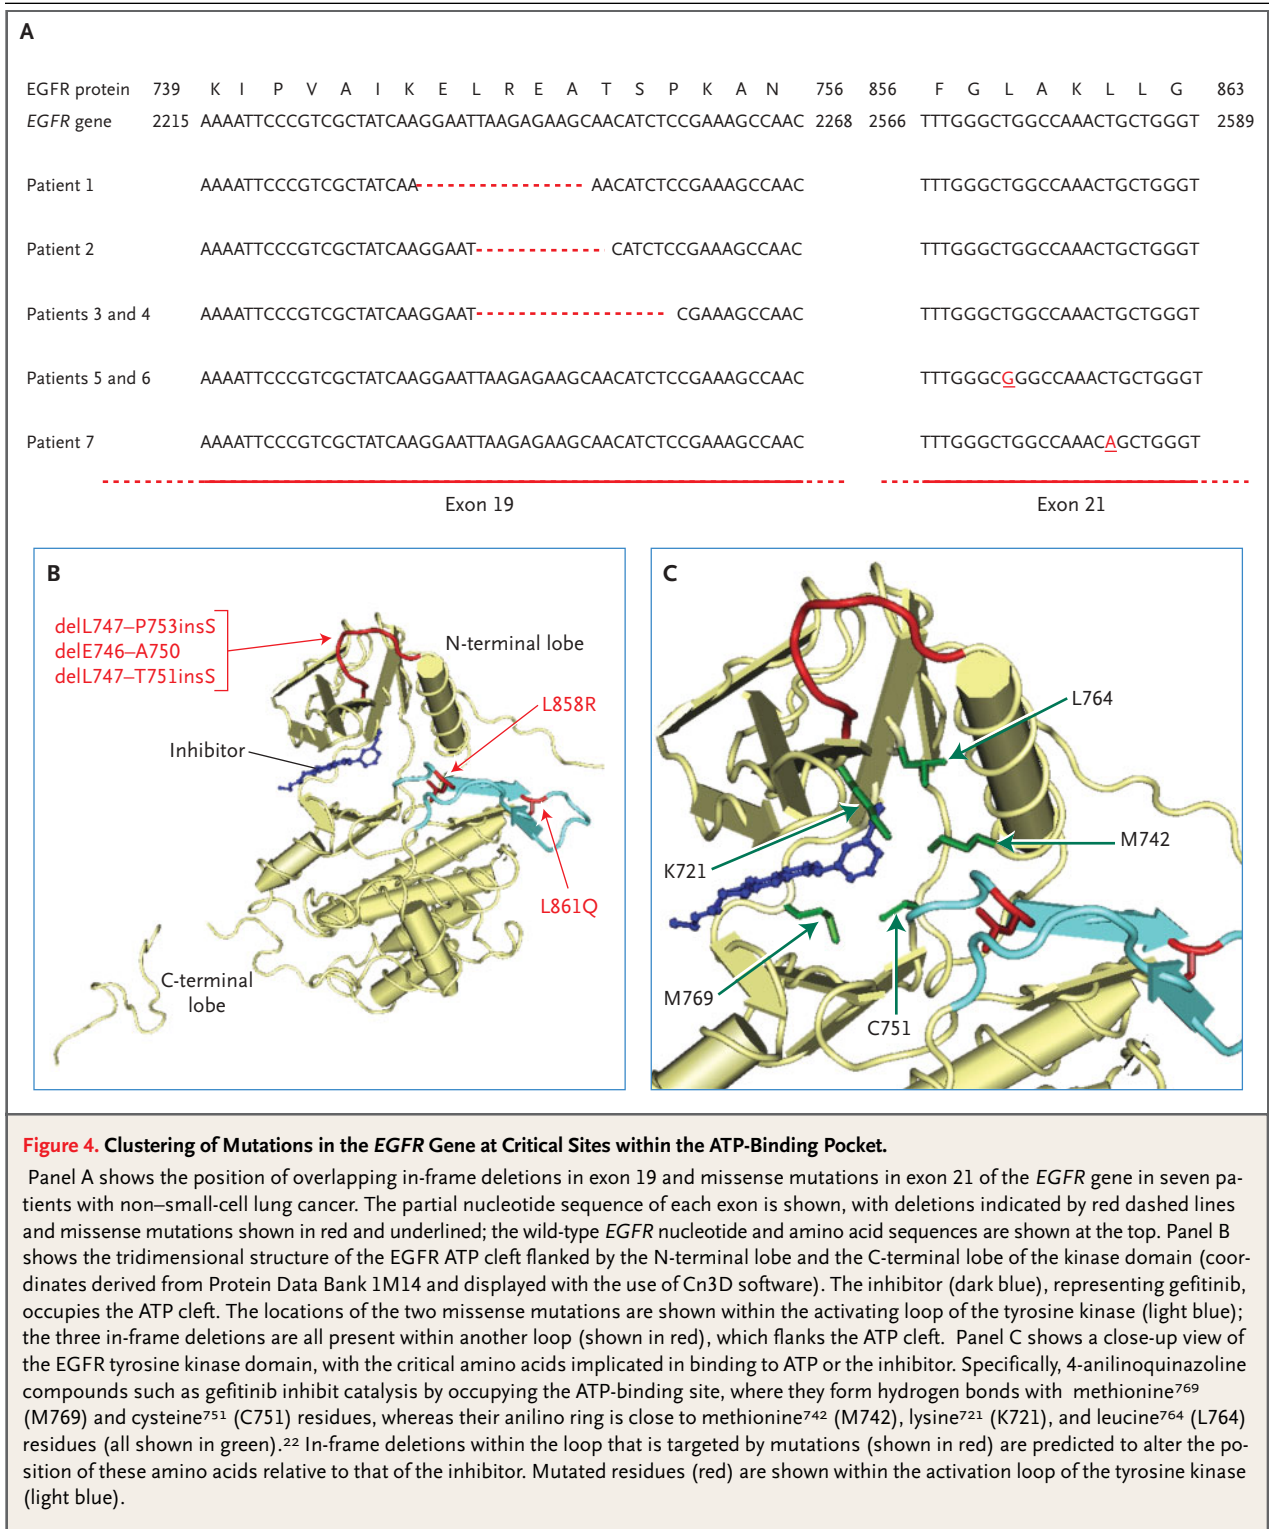 A
EGFR protein 739 K I P V A I K E L R E A T S P K A N 756 856 F G L A K L L G 863
EGFR gene 2215 AAAATTCCCGTCGCTATCAAGGAATTAAGAGAAGCAACATCTCCGAAAGCCAAC 2268 2566 TTTGGGCTGGCCAAACTGCTGGGT 2589
Patient 1 AAAATTCCCGTCGCTATCAA AACATCTCCGAAAGCCAAC TTTGGGCTGGCCAAACTGCTGGGT
Patient 2 AAAATTCCCGTCGCTATCAAGGAAT CATCTCCGAAAGCCAAC TTTGGGCTGGCCAAACTGCTGGGT
Patients 3 and 4 AAAATTCCCGTCGCTATCAAGGAAT CGAAAGCCAAC TTTGGGCTGGCCAAACTGCTGGGT
Patients 5 and 6 AAAATTCCCGTCGCTATCAAGGAATTAAGAGAAGCAACATCTCCGAAAGCCAAC TTTGGGCGGGCCAAACTGCTGGGT
Patient 7 AAAATTCCCGTCGCTATCAAGGAATTAAGAGAAGCAACATCTCCGAAAGCCAAC TTTGGGCTGGCCAAACAGCTGGGT
Exon 19 Exon 21
B
delL747–P753insS
delE746–A750
delL747–T751insS
N-terminal lobe
L858R
Inhibitor
L861Q
C-terminal
lobe
C
L764
M742
K721
M769
C751
Figure 4. Clustering of Mutations in the EGFR Gene at Critical Sites within the ATP-Binding Pocket.
Panel A shows the position of overlapping in-frame deletions in exon 19 and missense mutations in exon 21 of the EGFR gene in seven pa-
tients with non–small-cell lung cancer. The partial nucleotide sequence of each exon is shown, with deletions indicated by red dashed lines
and missense mutations shown in red and underlined; the wild-type EGFR nucleotide and amino acid sequences are shown at the top. Panel B
shows the tridimensional structure of the EGFR ATP cleft flanked by the N-terminal lobe and the C-terminal lobe of the kinase domain (coor-
dinates derived from Protein Data Bank 1M14 and displayed with the use of Cn3D software). The inhibitor (dark blue), representing gefitinib,
occupies the ATP cleft. The locations of the two missense mutations are shown within the activating loop of the tyrosine kinase (light blue);
the three in-frame deletions are all present within another loop (shown in red), which flanks the ATP cleft. Panel C shows a close-up view of
the EGFR tyrosine kinase domain, with the critical amino acids implicated in binding to ATP or the inhibitor. Specifically, 4-anilinoquinazoline
compounds such as gefitinib inhibit catalysis by occupying the ATP-binding site, where they form hydrogen bonds with methionine⁷⁶⁹
(M769) and cysteine⁷⁵¹ (C751) residues, whereas their anilino ring is close to methionine⁷⁴² (M742), lysine⁷²¹ (K721), and leucine⁷⁶⁴ (L764)
residues (all shown in green).²² In-frame deletions within the loop that is targeted by mutations (shown in red) are predicted to alter the po-
sition of these amino acids relative to that of the inhibitor. Mutated residues (red) are shown within the activation loop of the tyrosine kinase
(light blue).